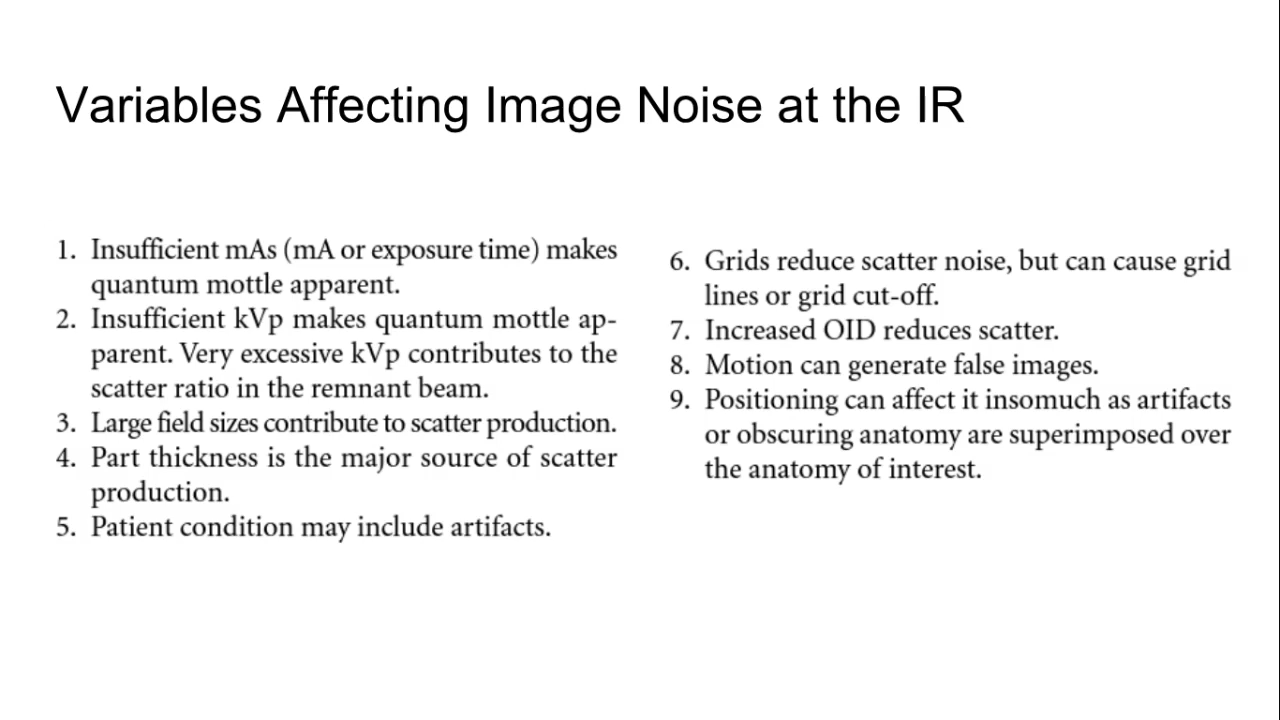 Variables Affecting Image Noise at the IR
1. Insufficient mAs (mA or exposure time) makes
quantum mottle apparent.
2. Insufficient kVp makes quantum mottle ap-
parent. Very excessive kVp contributes to the
scatter ratio in the remnant beam.
3. Large field sizes contribute to scatter production.
4. Part thickness is the major source of scatter
production.
5. Patient condition may include artifacts.
6. Grids reduce scatter noise, but can cause grid
lines or grid cut-off.
7. Increased OID reduces scatter.
8. Motion can generate false images.
9. Positioning can affect it insomuch as artifacts
or obscuring anatomy are superimposed over
the anatomy of interest.